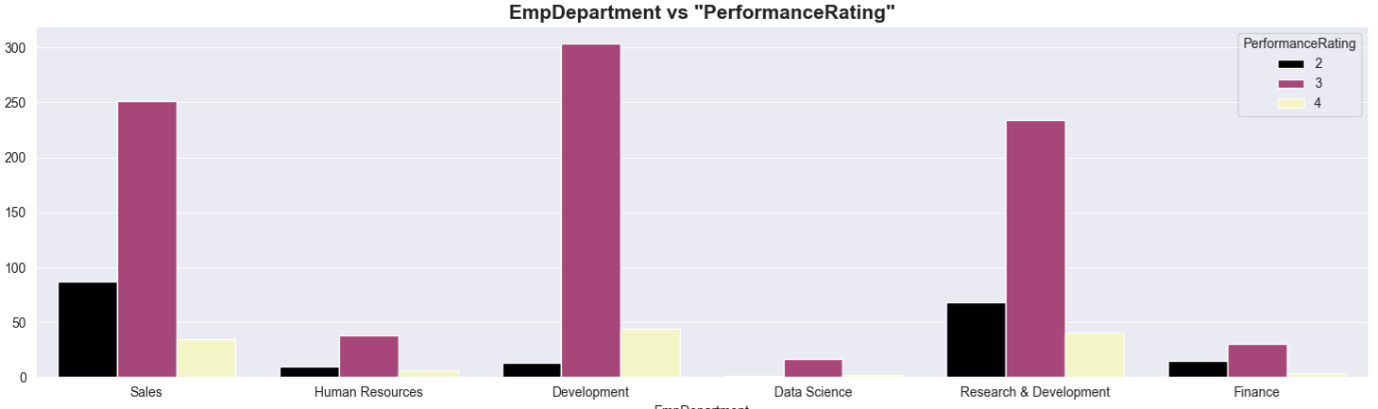 EmpDepartment vs "PerformanceRating"
PerformanceRating
2
3
4
300
250
200
150
100
50
0
Sales Human Resources Development Data Science Research & Development Finance
EmpDepartment